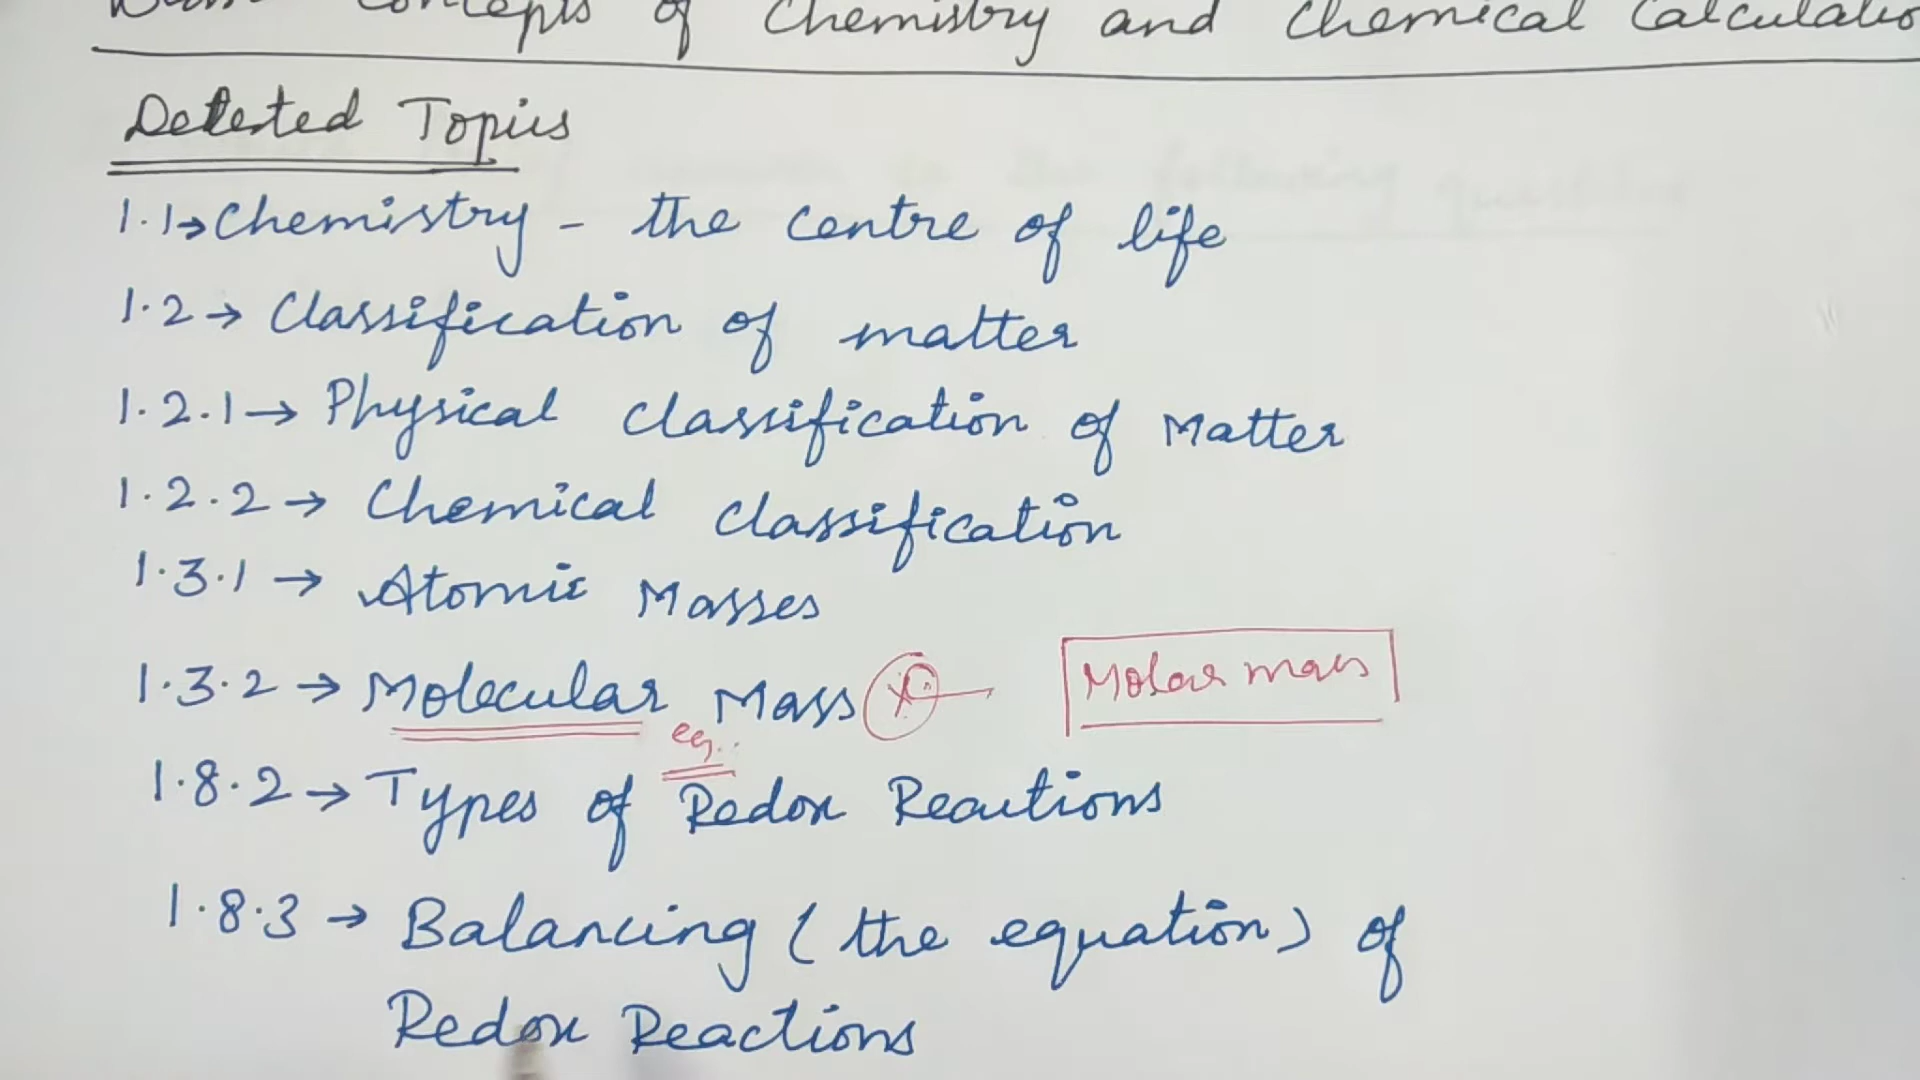 Concepts of Chemistry and Chemical Calculatio
Deleted Topics
1.1→Chemistry - the centre of life
1.2→ Classification of matter
1.2.1→ Physical classification of Matter
1.2.2→ Chemical classification
1.3.1→ Atomic Masses
1.3.2→ Molecular Mass Molar mass
eg..
1.8.2→ Types of Redox Reactions
1.8.3→ Balancing (the equation) of
Redox Reactions